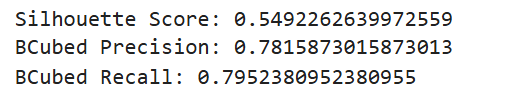 Silhouette Score: 0.5492262639972559
BCubed Precision: 0.7815873015873013
BCubed Recall: 0.7952380952380955